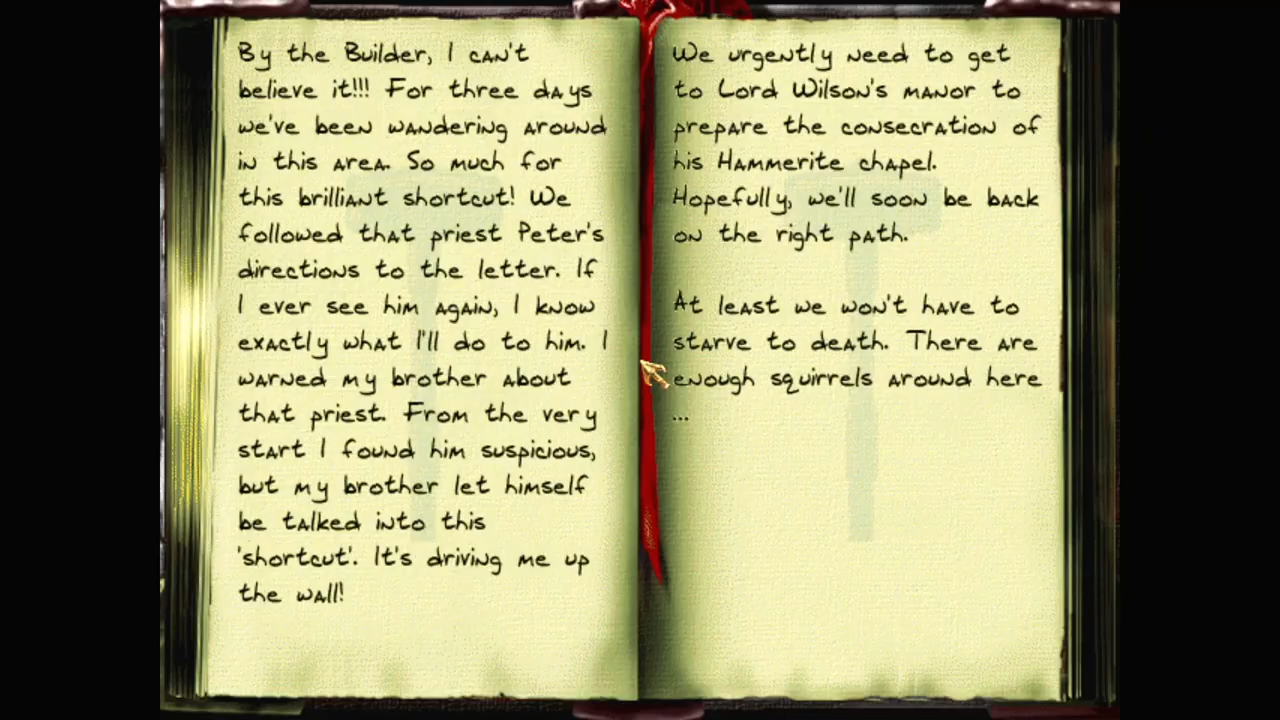 By the Builder, I can't
believe it!!! For three days
we've been wandering around
in this area. So much for
this brilliant shortcut! We
followed that priest Peter's
directions to the letter. If
I ever see him again, I know
exactly what I'll do to him. I
warned my brother about
that priest. From the very
start I found him suspicious,
but my brother let himself
be talked into this
'shortcut'. It's driving me up
the wall!
We urgently need to get
to Lord Wilson's manor to
prepare the consecration of
his Hammerite chapel.
Hopefully, we'll soon be back
on the right path.
At least we won't have to
starve to death. There are
enough squirrels around here
...